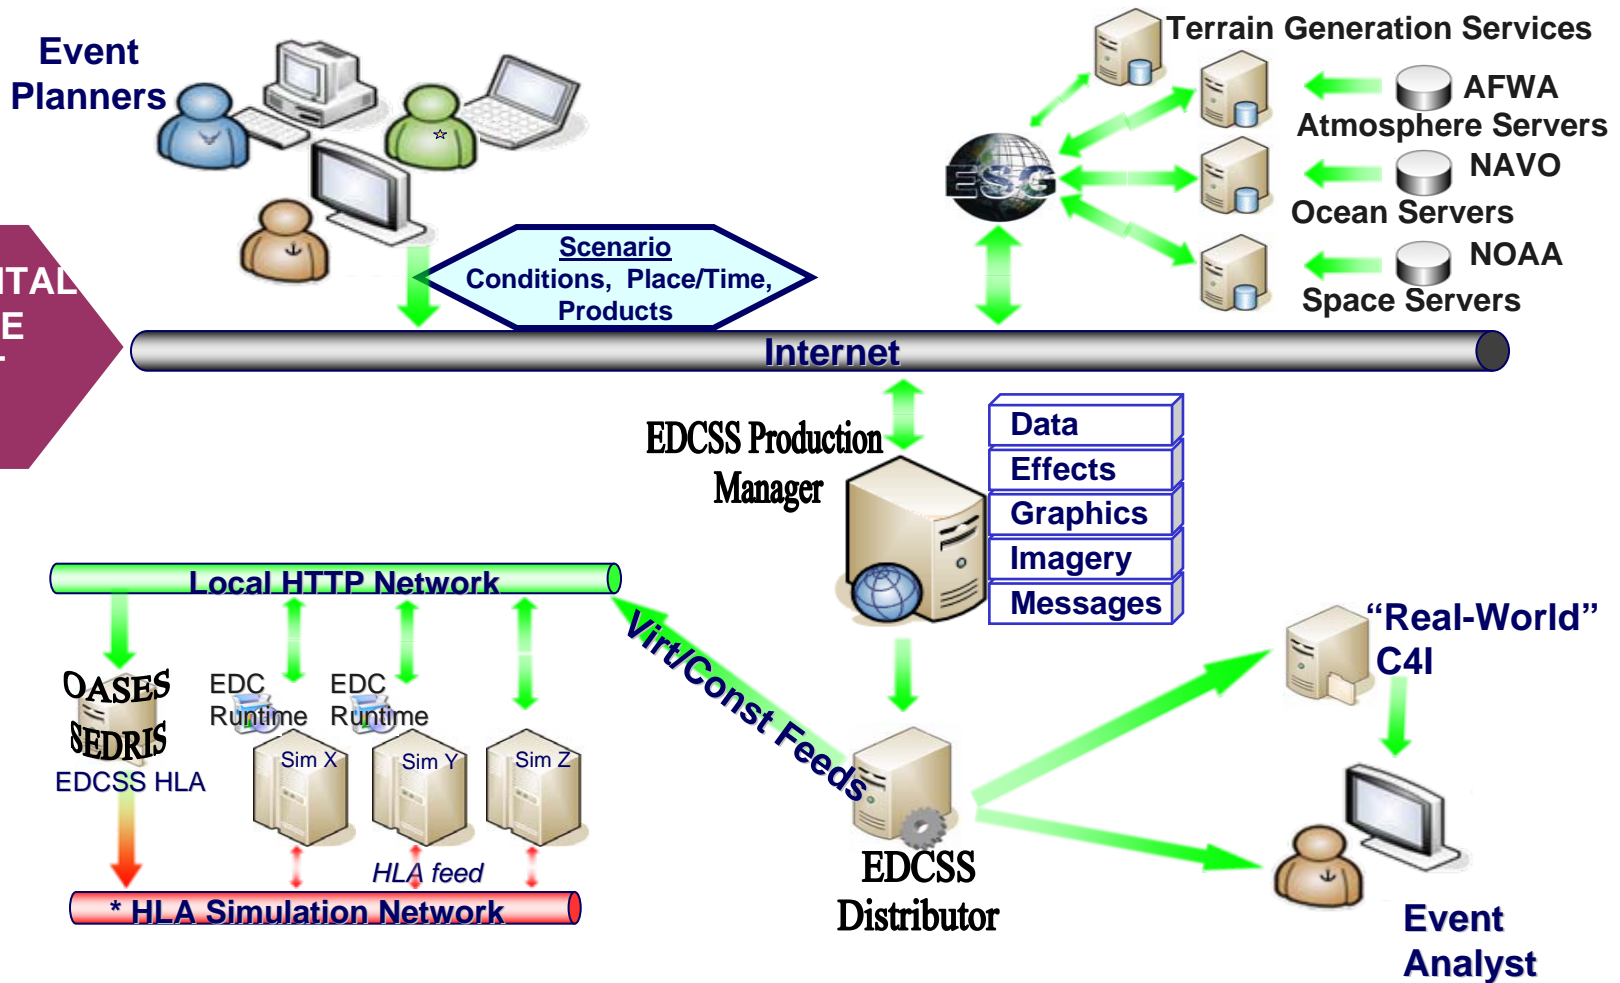 Event
Planners
Terrain Generation Services
AFWA
Atmosphere Servers
NAVO
Ocean Servers
NOAA
Space Servers
ESG
Scenario
Conditions, Place/Time,
Products
Internet
EDCSS Production
Manager
Data
Effects
Graphics
Imagery
Messages
Local HTTP Network
Virt/Const Feeds
"Real-World"
C4I
OASES
SEDRIS
EDCSS HLA
EDC
Runtime
EDC
Runtime
Sim X
Sim Y
Sim Z
HLA feed
* HLA Simulation Network
EDCSS
Distributor
Event
Analyst